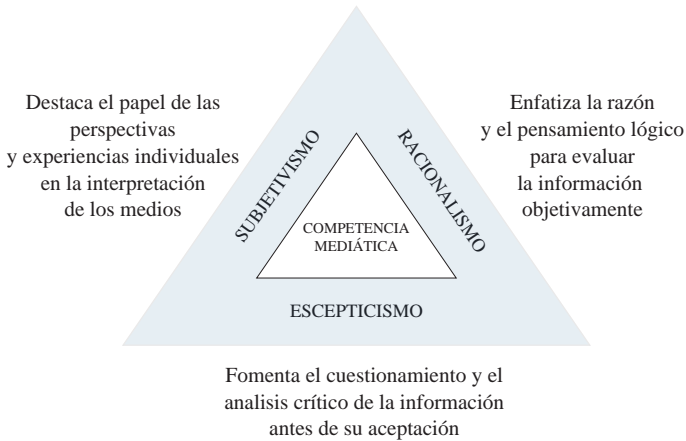 Destaca el papel de las
perspectivas
y experiencias individuales
en la interpretación
de los medios
SUBJETIVISMO
RACIONALISMO
Enfatiza la razón
y el pensamiento lógico
para evaluar
la información
objetivamente
COMPETENCIA
MEDIÁTICA
ESCEPTICISMO
Fomenta el cuestionamiento y el
analisis crítico de la información
antes de su aceptación